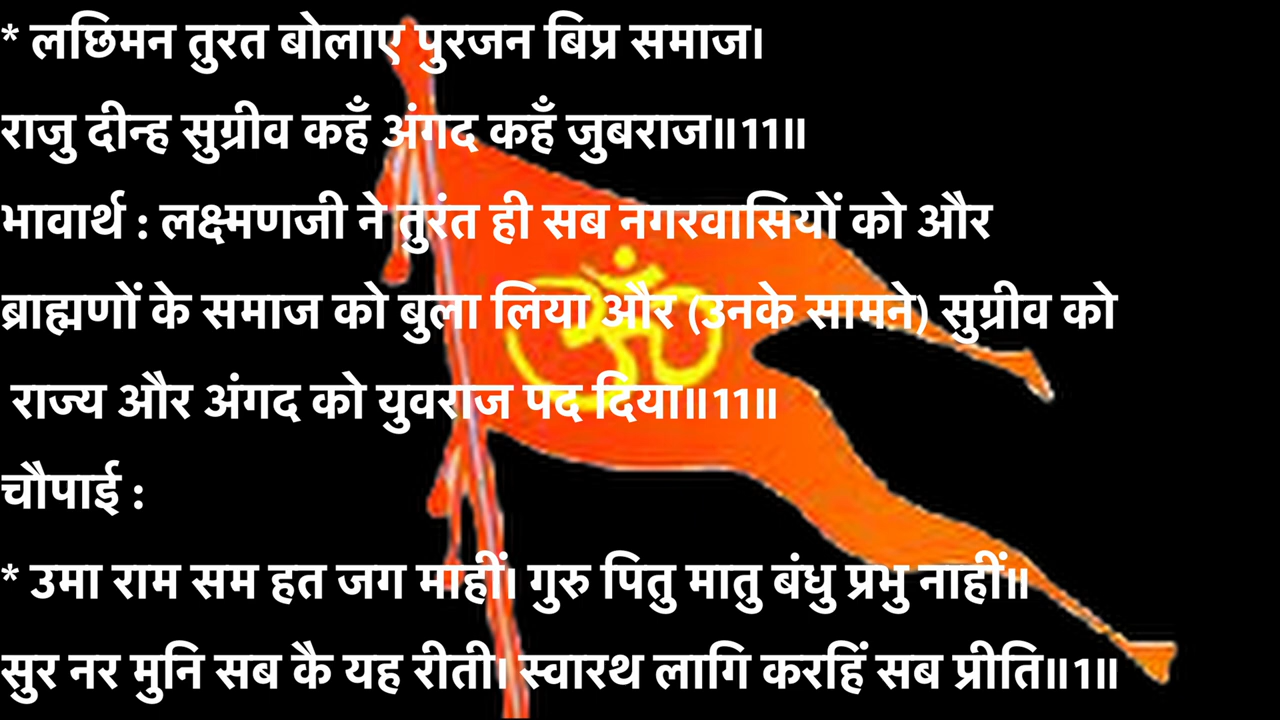 * लछिमन तुरत बोलाए पुरजन बिप्र समाज।
राजु दीन्ह सुग्रीव कहँ अंगद कहँ जुबराज॥11॥
भावार्थ : लक्ष्मणजी ने तुरंत ही सब नगरवासियों को और
ब्राह्मणों के समाज को बुला लिया और (उनके सामने) सुग्रीव को
राज्य और अंगद को युवराज पद दिया॥11॥
चौपाई :
* उमा राम सम हत जग माहीं। गुरु पितु मातु बंधु प्रभु नाहीं॥
सुर नर मुनि सब कै यह रीती। स्वारथ लागि करहिं सब प्रीति॥1॥
ॐ